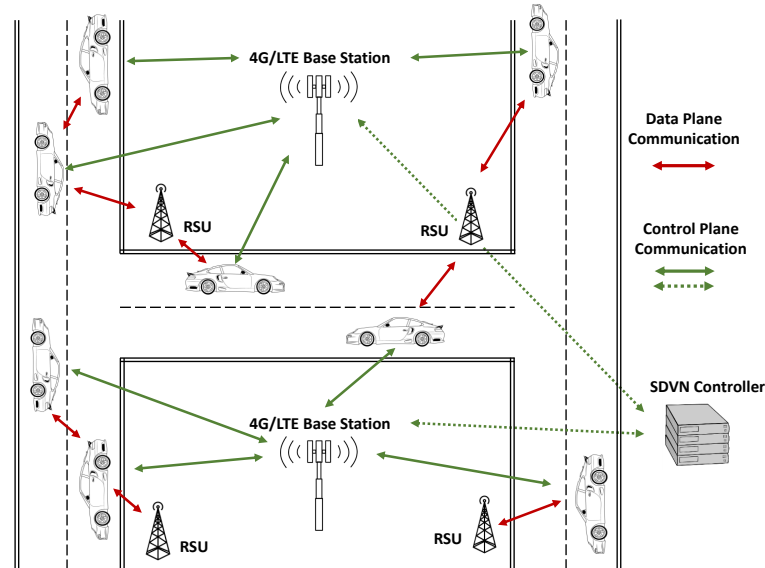 4G/LTE Base Station
Data Plane
Communication
RSU
RSU
Control Plane
Communication
SDVN Controller
4G/LTE Base Station
RSU
RSU